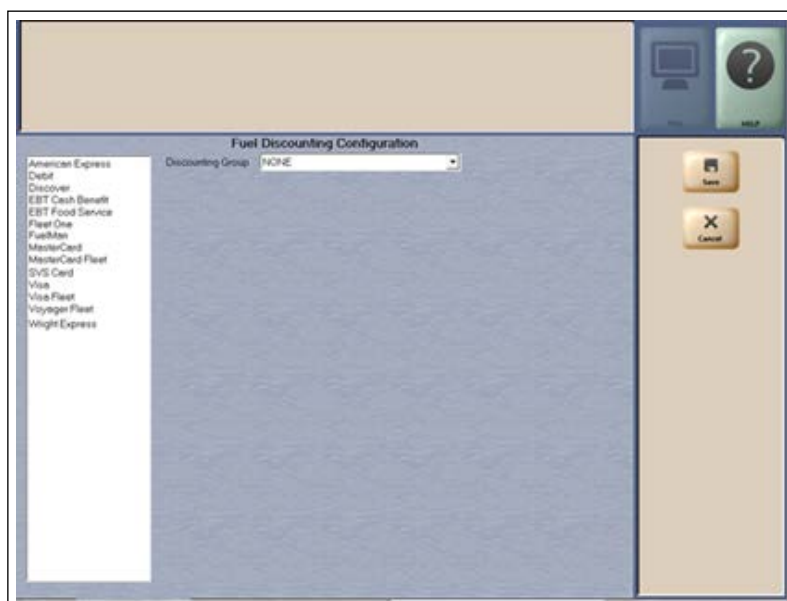 HELP
Fuel Discounting Configuration
Discounting Group NONE
American Express
Debit
Discover
EBT Cash Benefit
EBT Food Service
Fleet One
FuelMan
MasterCard
MasterCard Fleet
SVS Card
Visa
Visa Fleet
Voyager Fleet
Wright Express
Save
Cancel